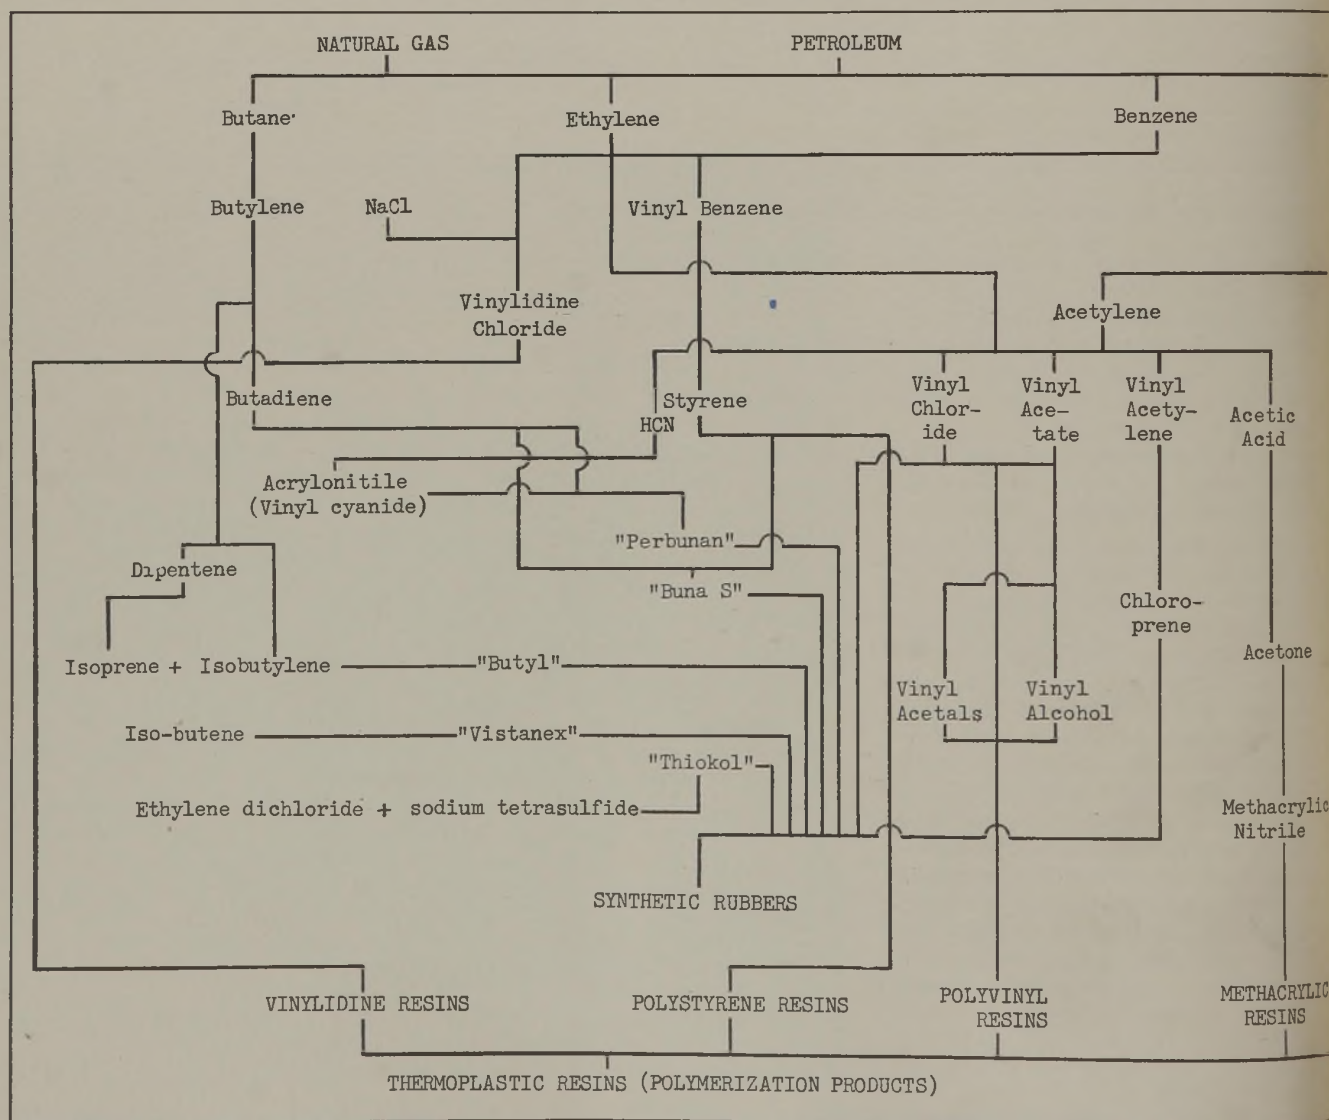 NATURAL GAS
PETROLEUM
Butane
Ethylene
Benzene
Butylene
NaCl
Vinyl Benzene
Vinylidine
Chloride
Acetylene
Butadiene
HCN
Styrene
Vinyl
Chlor-
ide
Vinyl
Ace-
tate
Vinyl
Acety-
lene
Acetic
Acid
Acrylonitile
(Vinyl cyanide)
"Perbunan"
Dipentene
"Buna S"
Chloro-
prene
Isoprene + Isobutylene
"Butyl"
Acetone
Vinyl
Acetals
Vinyl
Alcohol
Iso-butene
"Vistanex"
"Thiokol"
Ethylene dichloride + sodium tetrasulfide
Methacrylic
Nitrile
SYNTHETIC RUBBERS
VINYLIDINE RESINS
POLYSTYRENE RESINS
POLYVINYL
RESINS
METHACRYLIC
RESINS
THERMOPLASTIC RESINS (POLYMERIZATION PRODUCTS)